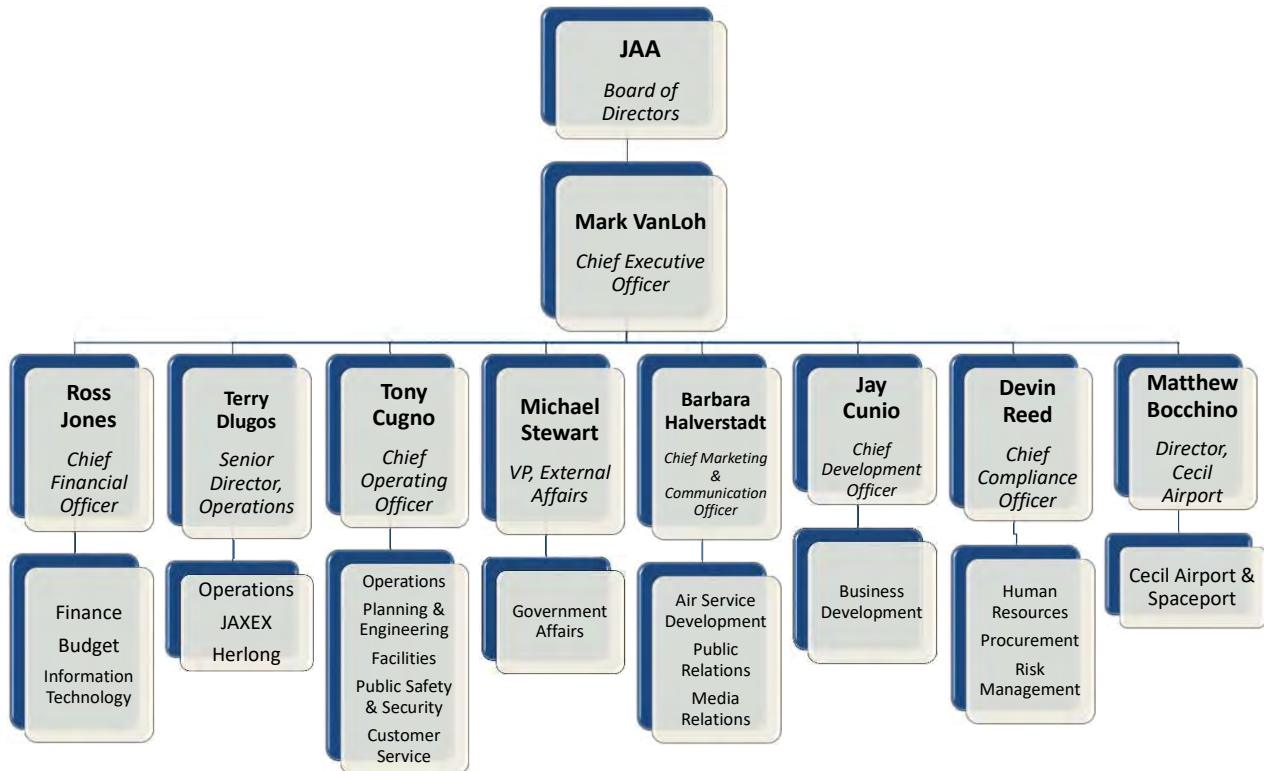 JAA
Board of
Directors
Mark VanLoh
Chief Executive
Officer
Ross
Jones
Chief
Financial
Officer
Terry
Dlugos
Senior
Director,
Operations
Tony
Cugno
Chief
Operating
Officer
Michael
Stewart
VP, External
Affairs
Barbara
Halverstadt
Chief Marketing
&
Communication
Officer
Jay
Cunio
Chief
Development
Officer
Devin
Reed
Chief
Compliance
Officer
Matthew
Bocchino
Director,
Cecil
Airport
Finance
Budget
Information
Technology
Operations
JAXEX
Herlong
Operations
Planning &
Engineering
Facilities
Public Safety
& Security
Customer
Service
Government
Affairs
Air Service
Development
Public
Relations
Media
Relations
Business
Development
Human
Resources
Procurement
Risk
Management
Cecil Airport &
Spaceport